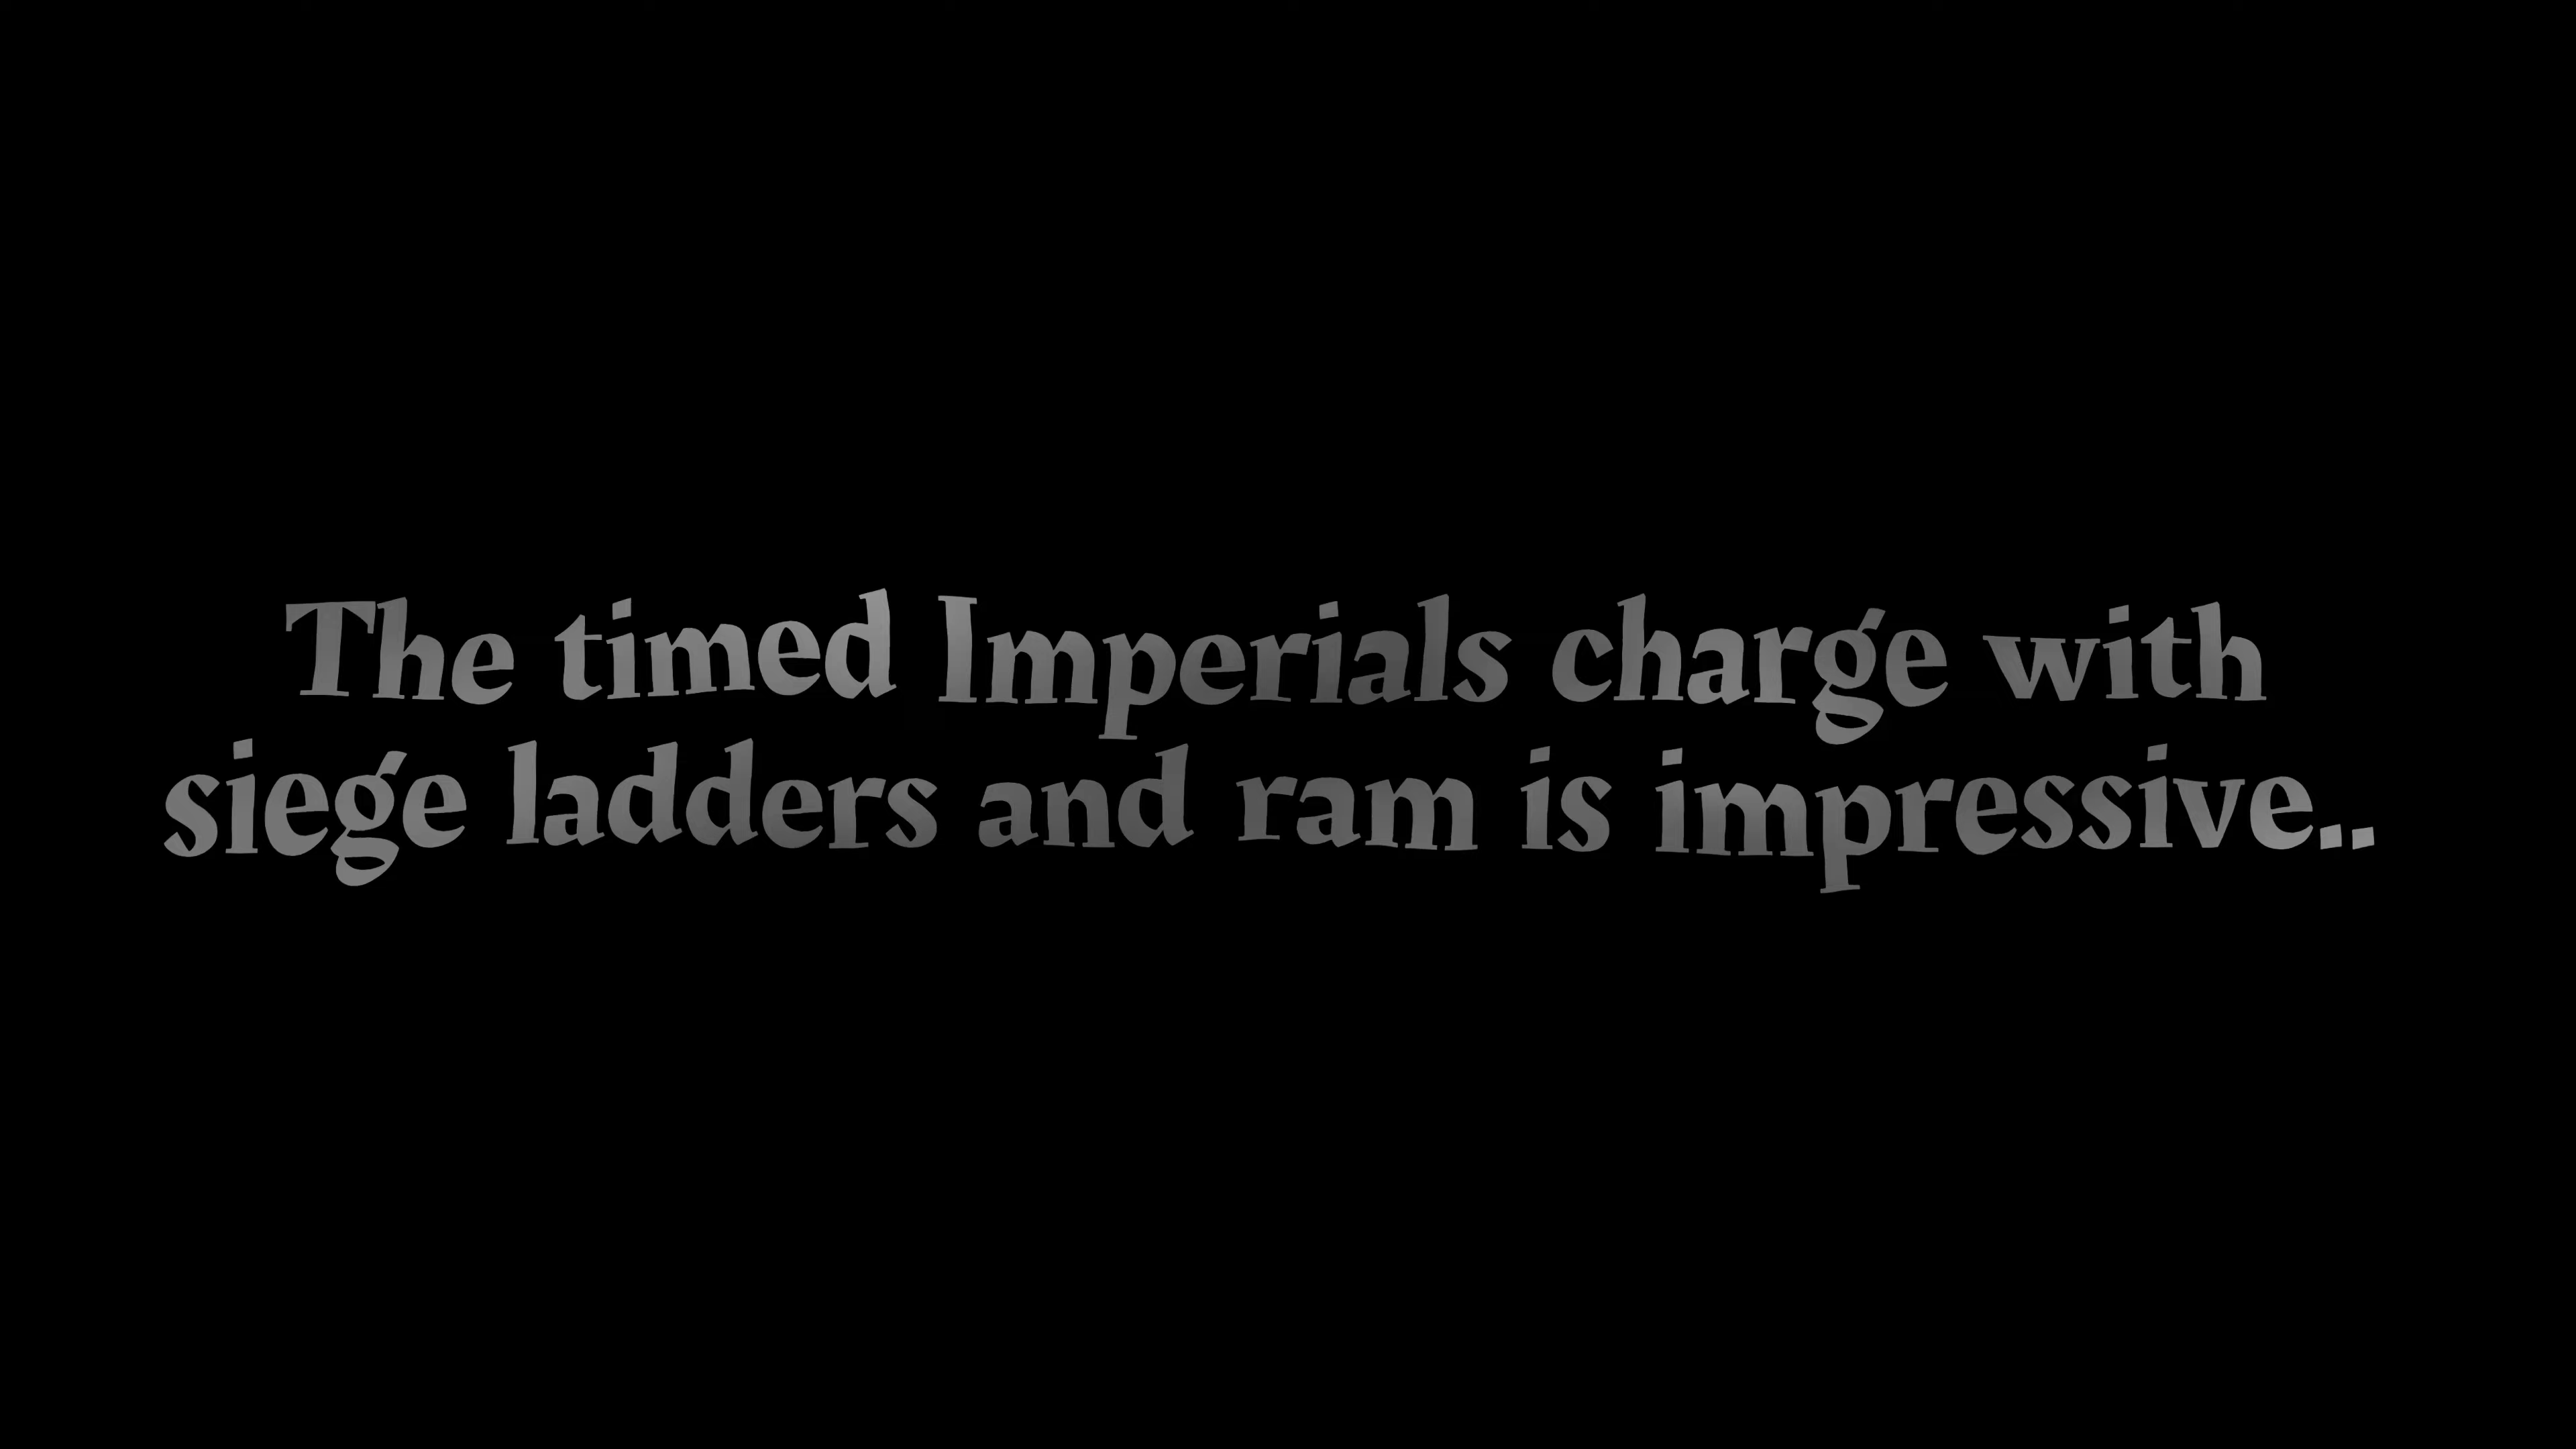 The timed Imperials charge with
siege ladders and ram is impressive..